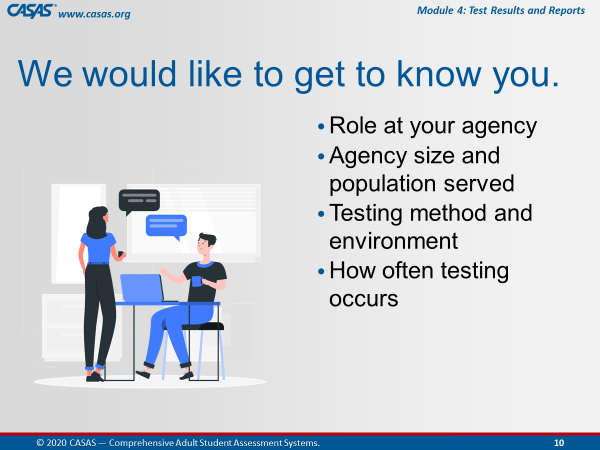 CASAS® www.casas.org
Module 4: Test Results and Reports
We would like to get to know you.
• Role at your agency
• Agency size and
population served
• Testing method and
environment
• How often testing
occurs
© 2020 CASAS — Comprehensive Adult Student Assessment Systems.
10